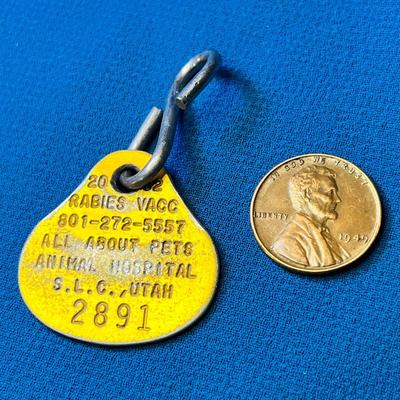 RABIES VACC
801-272-5557
ALL ABOUT PETS
ANIMAL HOSPITAL
S.L.C., UTAH
2891
IN GOD WE TRUST
LIBERTY